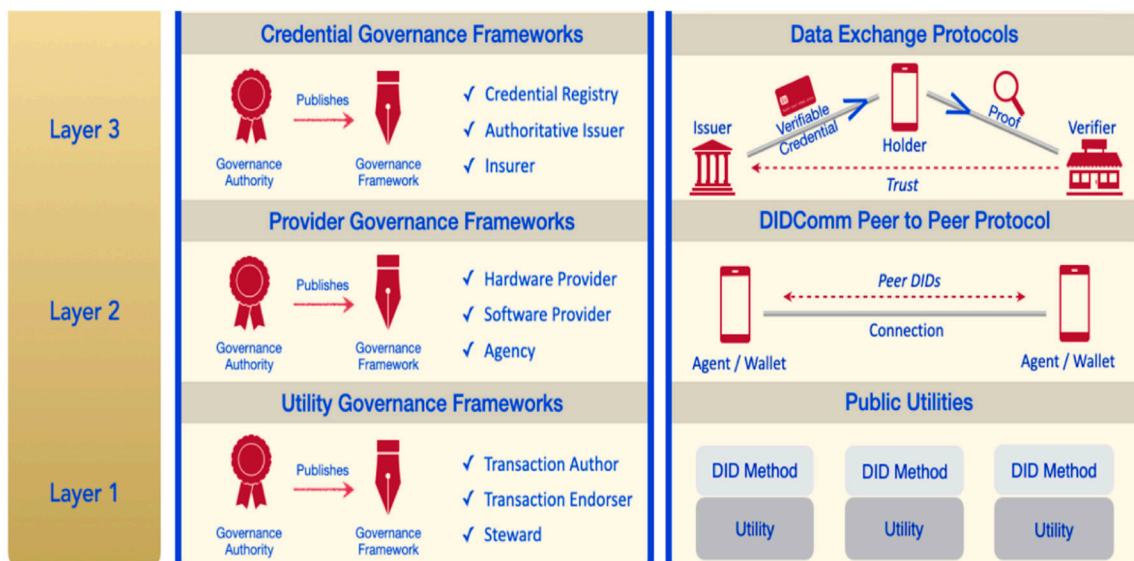 Layer 3
Credential Governance Frameworks
Publishes
Governance
Authority
Governance
Framework
✓ Credential Registry
✓ Authoritative Issuer
✓ Insurer
Data Exchange Protocols
Issuer
Verifiable
Credential
Holder
Proof
Verifier
Trust
Layer 2
Provider Governance Frameworks
Publishes
Governance
Authority
Governance
Framework
✓ Hardware Provider
✓ Software Provider
✓ Agency
DIDComm Peer to Peer Protocol
Peer DIDs
Connection
Agent / Wallet
Agent / Wallet
Layer 1
Utility Governance Frameworks
Publishes
Governance
Authority
Governance
Framework
✓ Transaction Author
✓ Transaction Endorser
✓ Steward
Public Utilities
DID Method
DID Method
DID Method
Utility
Utility
Utility